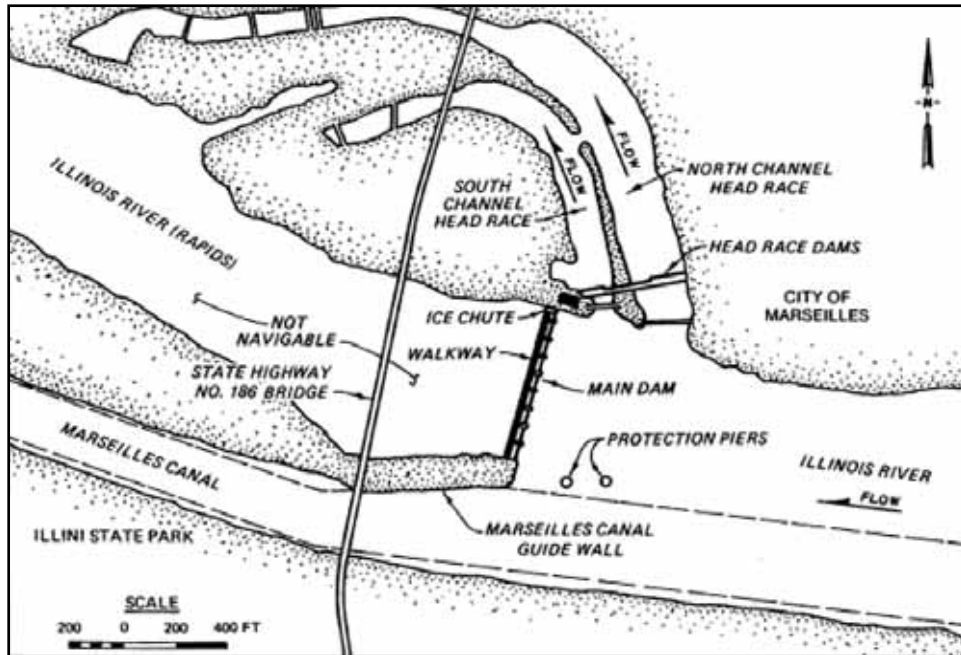 N
FLOW
FLOW
NORTH CHANNEL
HEAD RACE
SOUTH
CHANNEL
HEAD RACE
ILLINOIS RIVER (RAPIDS)
HEAD RACE DAMS
CITY OF
MARSEILLES
ICE CHUTE
NOT
NAVIGABLE
WALKWAY
STATE HIGHWAY
NO. 186 BRIDGE
MAIN DAM
PROTECTION PIERS
MARSEILLES CANAL
ILLINOIS RIVER
FLOW
MARSEILLES CANAL
GUIDE WALL
ILLINI STATE PARK
SCALE
200 0 200 400 FT